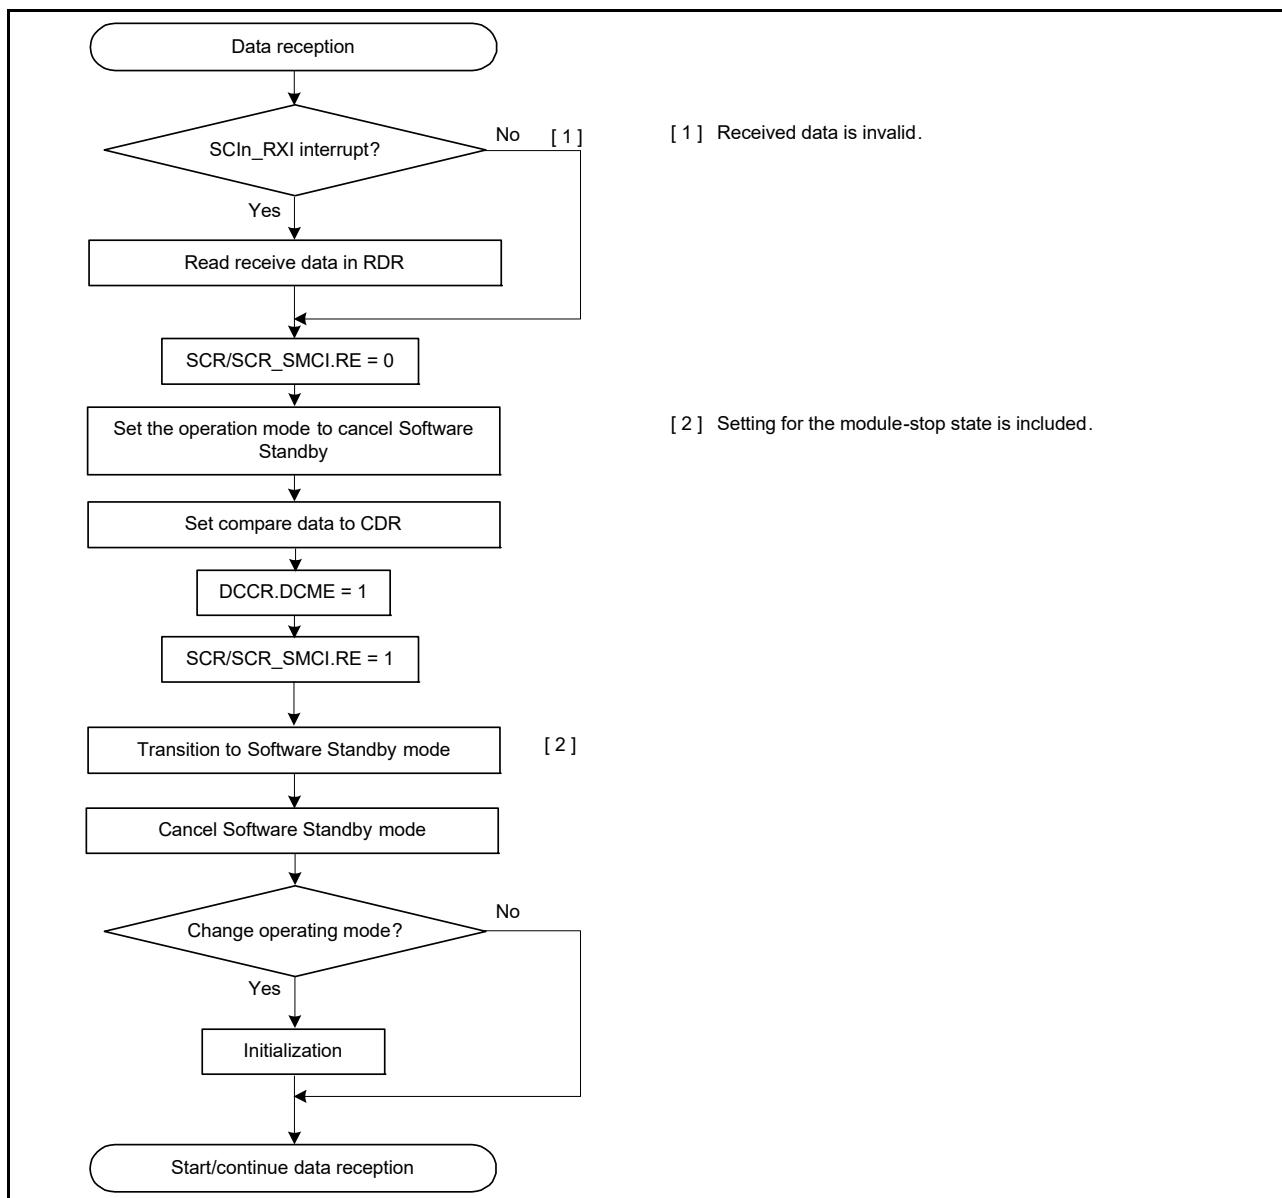 Data reception
SCIn_RXI interrupt?
No
[ 1 ]
[ 1 ] Received data is invalid.
Yes
Read receive data in RDR
SCR/SCR_SMCI.RE = 0
Set the operation mode to cancel Software
Standby
[ 2 ] Setting for the module-stop state is included.
Set compare data to CDR
DCCR.DCME = 1
SCR/SCR_SMCI.RE = 1
Transition to Software Standby mode
[ 2 ]
Cancel Software Standby mode
Change operating mode?
No
Yes
Initialization
Start/continue data reception